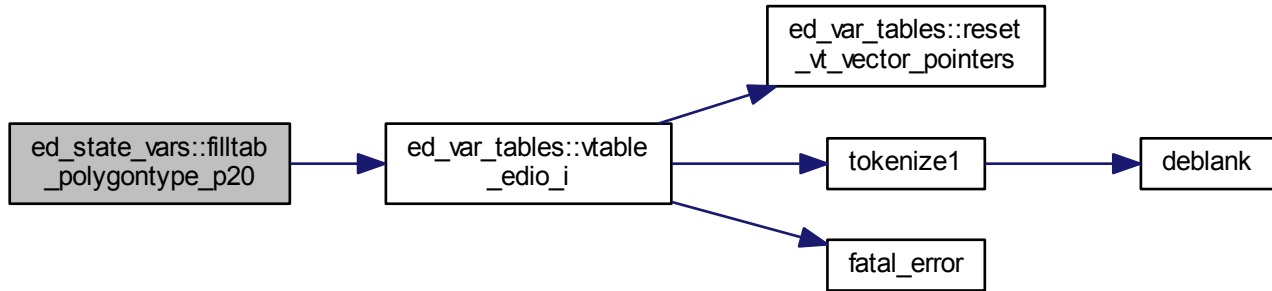 ed_state_vars::filltab
_polygontype_p20
ed_var_tables::vtable
_edio_i
ed_var_tables::reset
_vt_vector_pointers
tokenize1
deblank
fatal_error